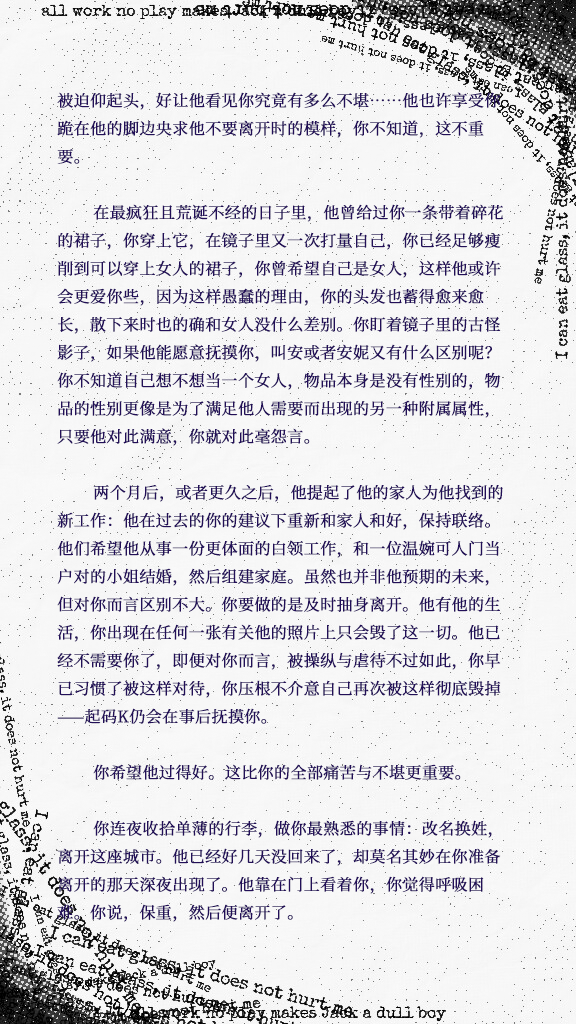 all work no play makes Jack a dull boy
被迫仰起头，好让他看见你究竟有多么不堪……他也许享受你
跪在他的脚边央求他不要离开时的模样，你不知道，这不重
要。
在最疯狂且荒诞不经的日子里，他曾给过你一条带着碎花
的裙子，你穿上它，在镜子里又一次打量自己，你已经足够瘦
削到可以穿上女人的裙子，你曾希望自己是女人，这样他或许
会更爱你些，因为这样愚蠢的理由，你的头发也蓄得愈来愈
长，散下来时也的确和女人没什么差别。你盯着镜子里的古怪
影子，如果他能愿意抚摸你，叫安或者安妮又有什么区别呢？
你不知道自己想不想当一个女人，物品本身是没有性别的，物
品的性别更像是为了满足他人需要而出现的另一种附属属性，
只要他对此满意，你就对此毫怨言。
两个月后，或者更久之后，他提起了他的家人为他找到的
新工作：他在过去的你的建议下重新和家人和好，保持联络。
他们希望他从事一份更体面的白领工作，和一位温婉可人门当
户对的小姐结婚，然后组建家庭。虽然也并非他预期的未来，
但对你而言区别不大。你要做的是及时抽身离开。他有他的生
活，你出现在任何一张有关他的照片上只会毁了这一切。他已
经不需要你了，即便对你而言，被操纵与虐待不过如此，你早
已习惯了被这样对待，你压根不介意自己再次被这样彻底毁掉
——起码K仍会在事后抚摸你。
你希望他过得好。这比你的全部痛苦与不堪更重要。
你连夜收拾单薄的行李，做你最熟悉的事情：改名换姓，
离开这座城市。他已经好几天没回来了，却莫名其妙在你准备
离开的那天深夜出现了。他靠在门上看着你，你觉得呼吸困
难。你说，保重，然后便离开了。
I can eat glass, it does not hurt me
I can eat glass, it does not hurt me
no play makes Jack a dull boy